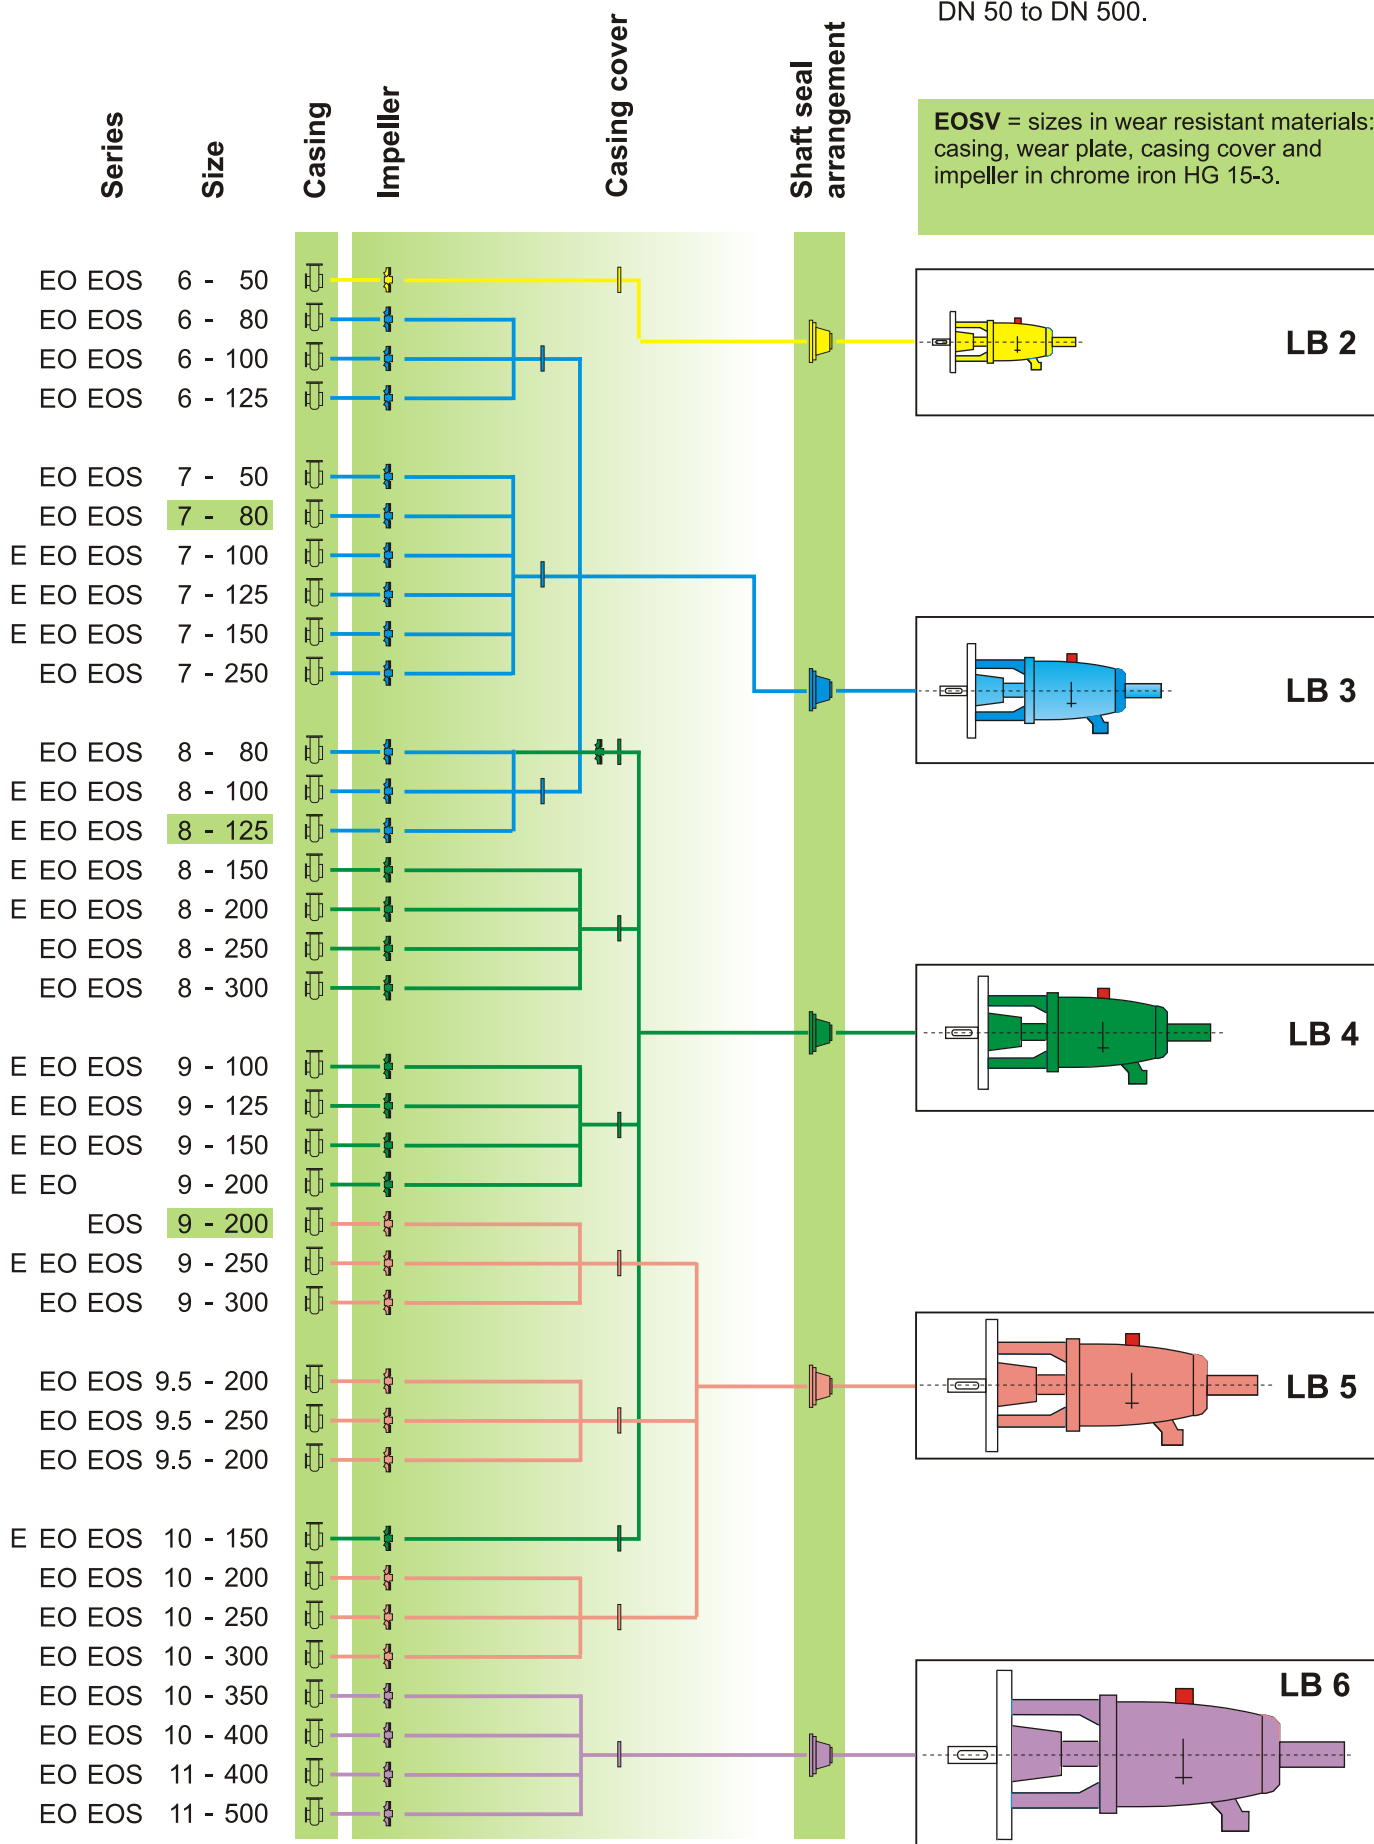 DN 50 to DN 500.
Series
Size
Casing
Impeller
Casing cover
Shaft seal
arrangement
EOSV = sizes in wear resistant materials:
casing, wear plate, casing cover and
impeller in chrome iron HG 15-3.
EO EOS 6 - 50
EO EOS 6 - 80
EO EOS 6 - 100
EO EOS 6 - 125
EO EOS 7 - 50
EO EOS 7 - 80
E EO EOS 7 - 100
E EO EOS 7 - 125
E EO EOS 7 - 150
EO EOS 7 - 250
EO EOS 8 - 80
E EO EOS 8 - 100
E EO EOS 8 - 125
E EO EOS 8 - 150
E EO EOS 8 - 200
EO EOS 8 - 250
EO EOS 8 - 300
E EO EOS 9 - 100
E EO EOS 9 - 125
E EO EOS 9 - 150
E EO 9 - 200
EOS 9 - 200
E EO EOS 9 - 250
EO EOS 9 - 300
EO EOS 9.5 - 200
EO EOS 9.5 - 250
EO EOS 9.5 - 200
E EO EOS 10 - 150
EO EOS 10 - 200
EO EOS 10 - 250
EO EOS 10 - 300
EO EOS 10 - 350
EO EOS 10 - 400
EO EOS 11 - 400
EO EOS 11 - 500
LB 2
LB 3
LB 4
LB 5
LB 6